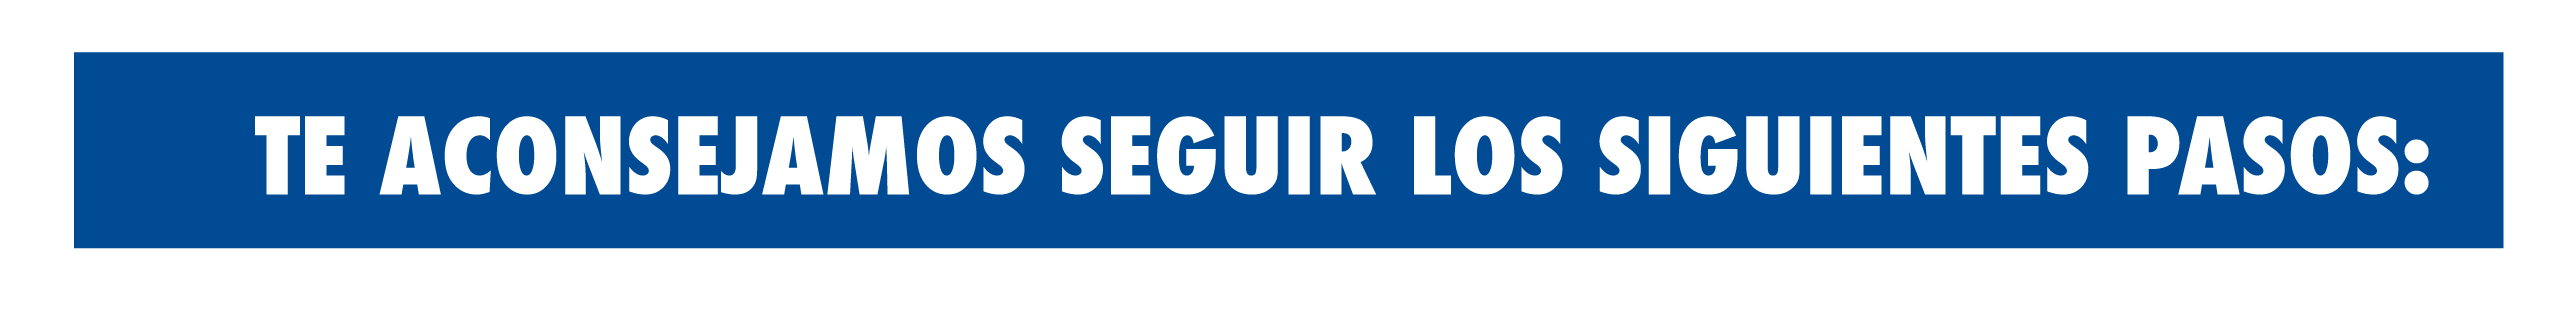 TE ACONSEJAMOS SEGUIR LOS SIGUIENTES PASOS: